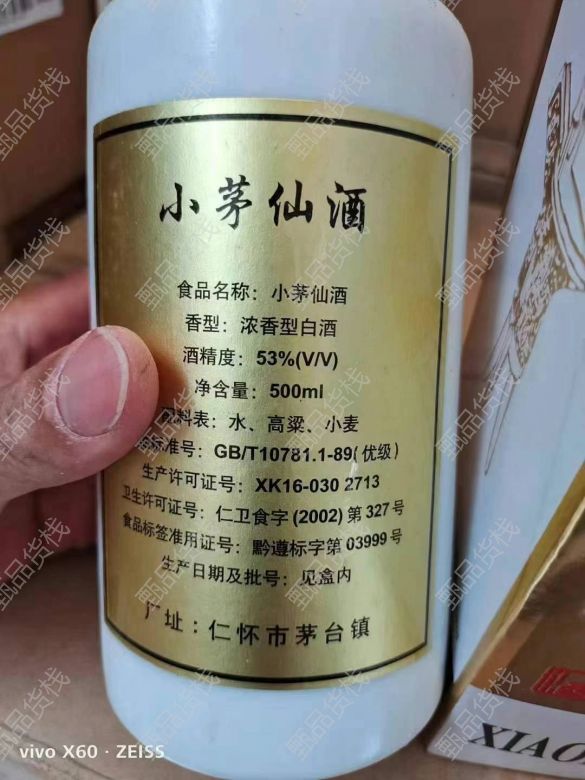 小茅仙酒
食品名称：小茅仙酒
香型：浓香型白酒
酒精度：53%(V/V)
净含量：500ml
料表：水、高粱、小麦
标准号：GB/T10781.1-89(优级)
生产许可证号：XK16-030 2713
卫生许可证号：仁卫食字(2002)第327号
食品标签准用证号：黔遵标字第03999号
生产日期及批号：见盒内
厂址：仁怀市茅台镇
XIAO
vivo X60 · ZEISS
甄品货栈